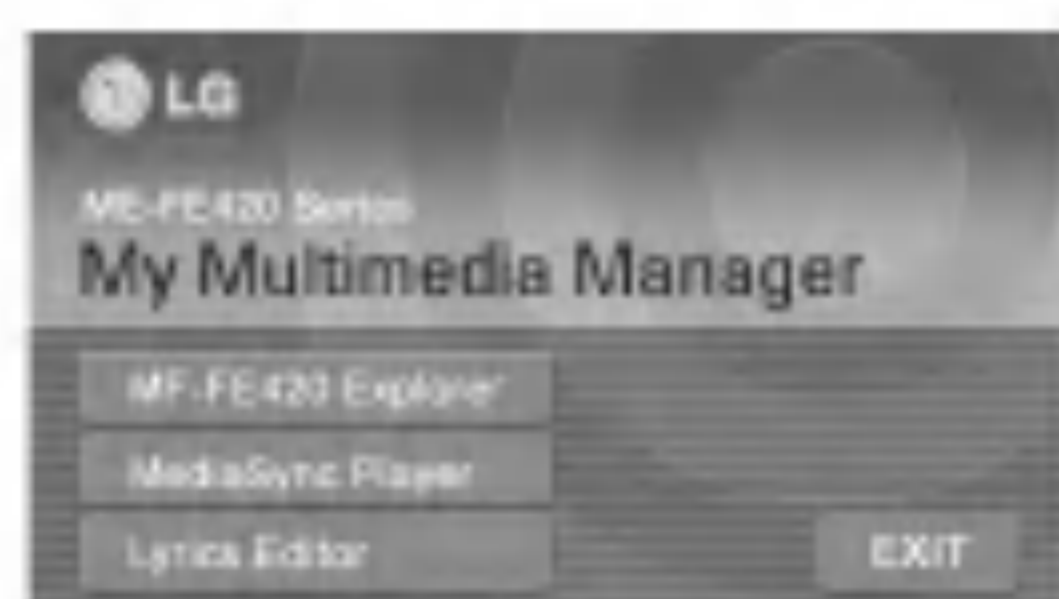 LG
MF-FE420 Series
My Multimedia Manager
MF-FE420 Explorer
MediaSync Player
Lyrics Editor
EXIT